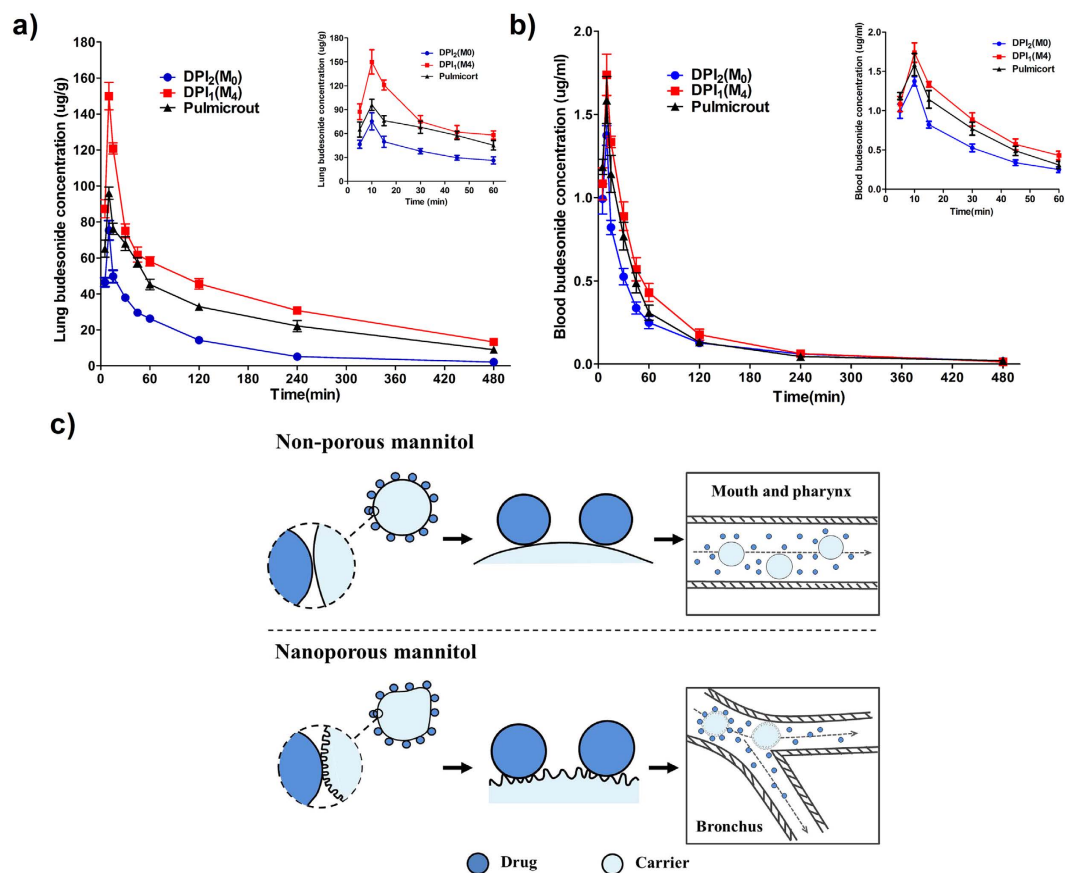 a)
Lung budesonide concentration (ug/g)
180
160
140
120
100
80
60
40
20
0
0 60 120 180 240 300 360 420 480
Time(min)
DPI₂(M₀)
DPI₁(M₄)
Pulmicrout
Lung budesonide concentration (ug/g)
180
150
120
90
60
30
0
0 10 20 30 40 50 60
Time (min)
DPI₂(M0)
DPI₁(M4)
Pulmicort
b)
Blood budesonide concentration (ug/ml)
2.0
1.5
1.0
0.5
0.0
0 60 120 180 240 300 360 420 480
Time(min)
DPI₂(M₀)
DPI₁(M₄)
Pulmicrout
Blood budesonide concentration (ug/ml)
2.0
1.5
1.0
0.5
0.0
0 10 20 30 40 50 60
Time(min)
DPI₂(M0)
DPI₁(M4)
Pulmicort
c)
Non-porous mannitol
Mouth and pharynx
Nanoporous mannitol
Bronchus
Drug
Carrier